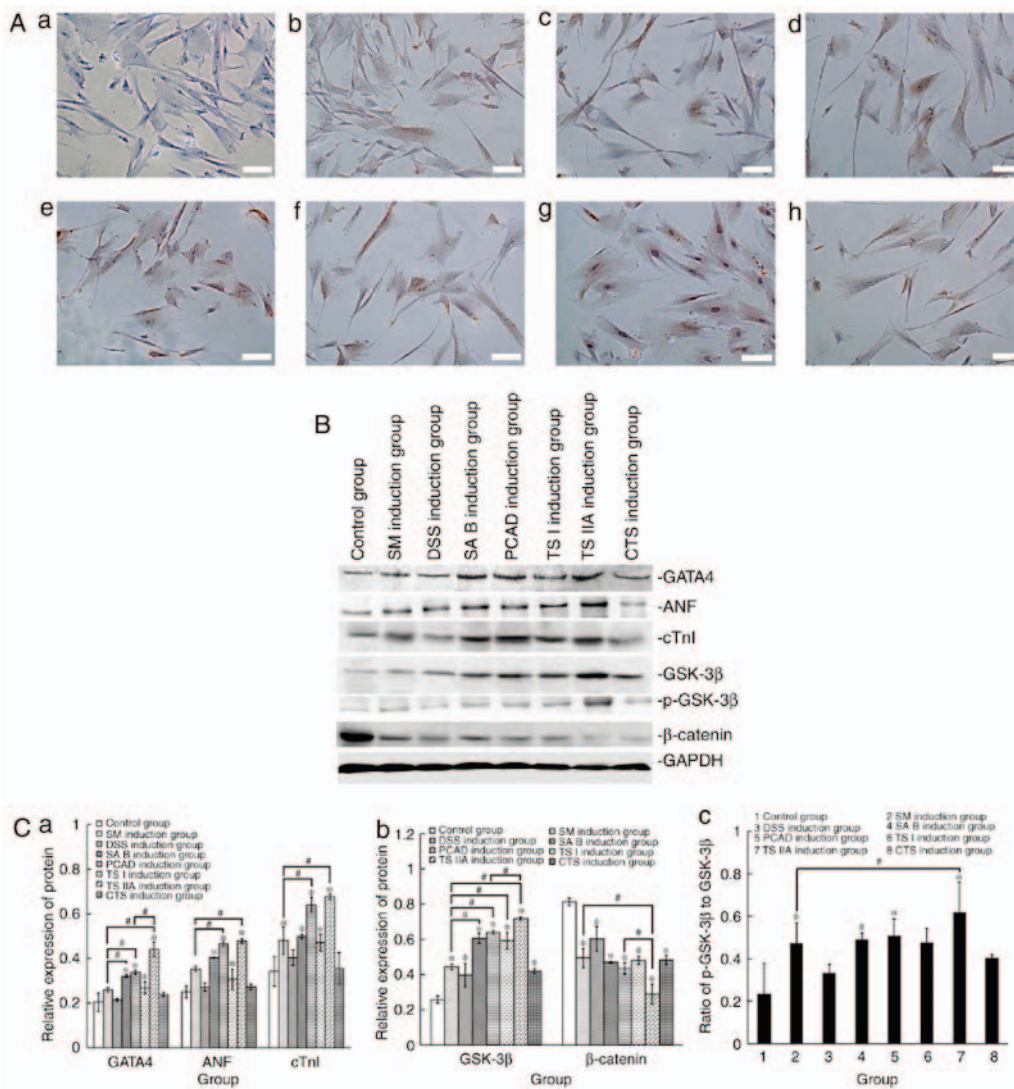 A a b c d
e f g h
B
Control group
SM induction group
DSS induction group
SA B induction group
PCAD induction group
TS I induction group
TS IIA induction group
CTS induction group
-GATA4
-ANF
-cTnI
-GSK-3β
-p-GSK-3β
-β-catenin
-GAPDH
C a
Control group
SM induction group
DSS induction group
SA B induction group
PCAD induction group
TS I induction group
TS IIA induction group
CTS induction group
Relative expression of protein
1
0.8
0.6
0.4
0.2
0
# # # # # # #
GATA4 ANF cTnI
Group
b
Control group SM induction group
DSS induction group SA B induction group
PCAD induction group TS I induction group
TS IIA induction group CTS induction group
Relative expression of protein
1.2
1
0.8
0.6
0.4
0.2
0
# # # # # #
GSK-3β β-catenin
Group
c
1 Control group 2 SM induction group
3 DSS induction group 4 SA B induction group
5 PCAD induction group 6 TS I induction group
7 TS IIA induction group 8 CTS induction group
Ratio of p-GSK-3β to GSK-3β
1
0.8
0.6
0.4
0.2
0
#
1 2 3 4 5 6 7 8
Group